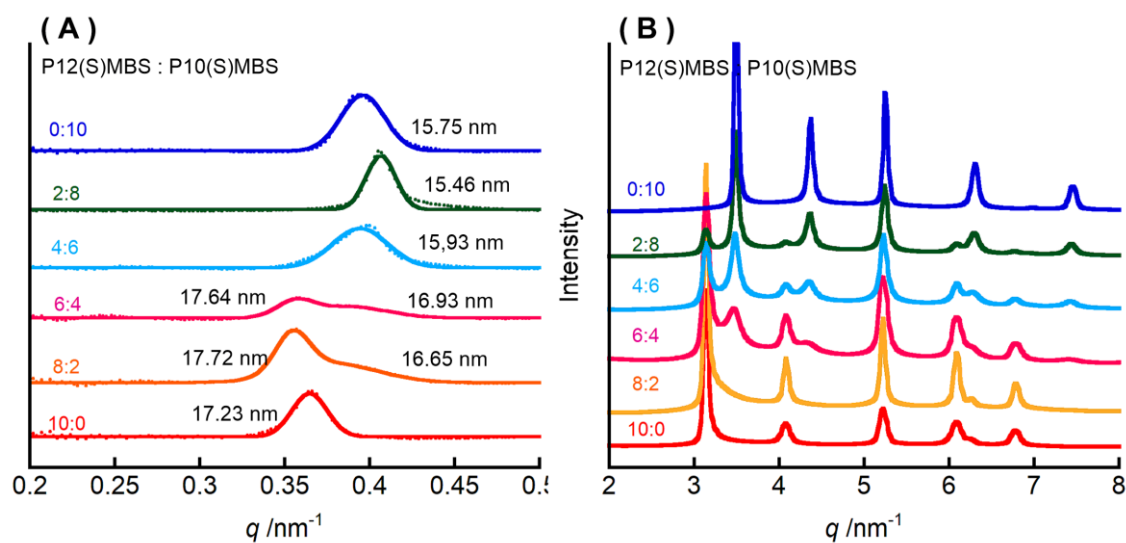 ( A )
P12(S)MBS : P10(S)MBS
0:10
15.75 nm
2:8
15.46 nm
4:6
15,93 nm
6:4
17.64 nm
16.93 nm
8:2
17.72 nm
16.65 nm
10:0
17.23 nm
0.2 0.25 0.3 0.35 0.4 0.45
q /nm-1
( B )
P12(S)MBS P10(S)MBS
Intensity
0:10
2:8
4:6
6:4
8:2
10:0
2 3 4 5 6 7 8
q /nm-1